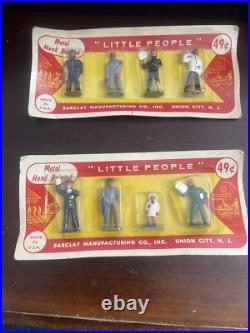 Metal
Hand Painted
"LITTLE PEOPLE"
49¢
MADE
IN
U.S.A.
BARCLAY MANUFACTURING CO., INC. UNION CITY, N. J.
Metal
Hand Painted
"LITTLE PEOPLE"
49¢
MADE
IN
U.S.A.
BARCLAY MANUFACTURING CO., INC. UNION CITY, N. J.